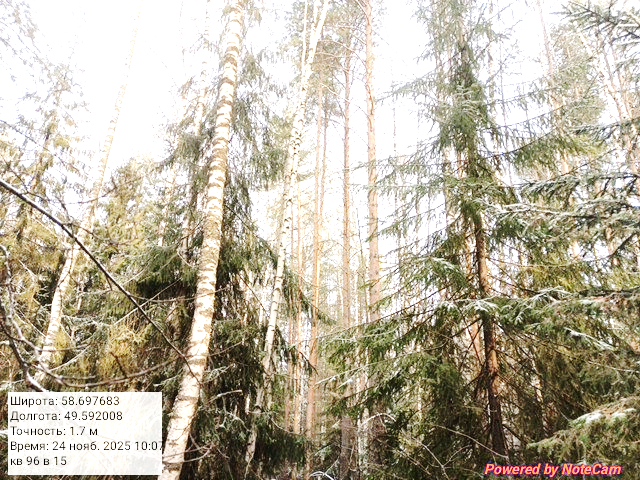 Широта: 58.697683
Долгота: 49.592008
Точность: 1.7 м
Время: 24 нояб. 2025 10:07
кв 96 в 15
Powered by NoteCam